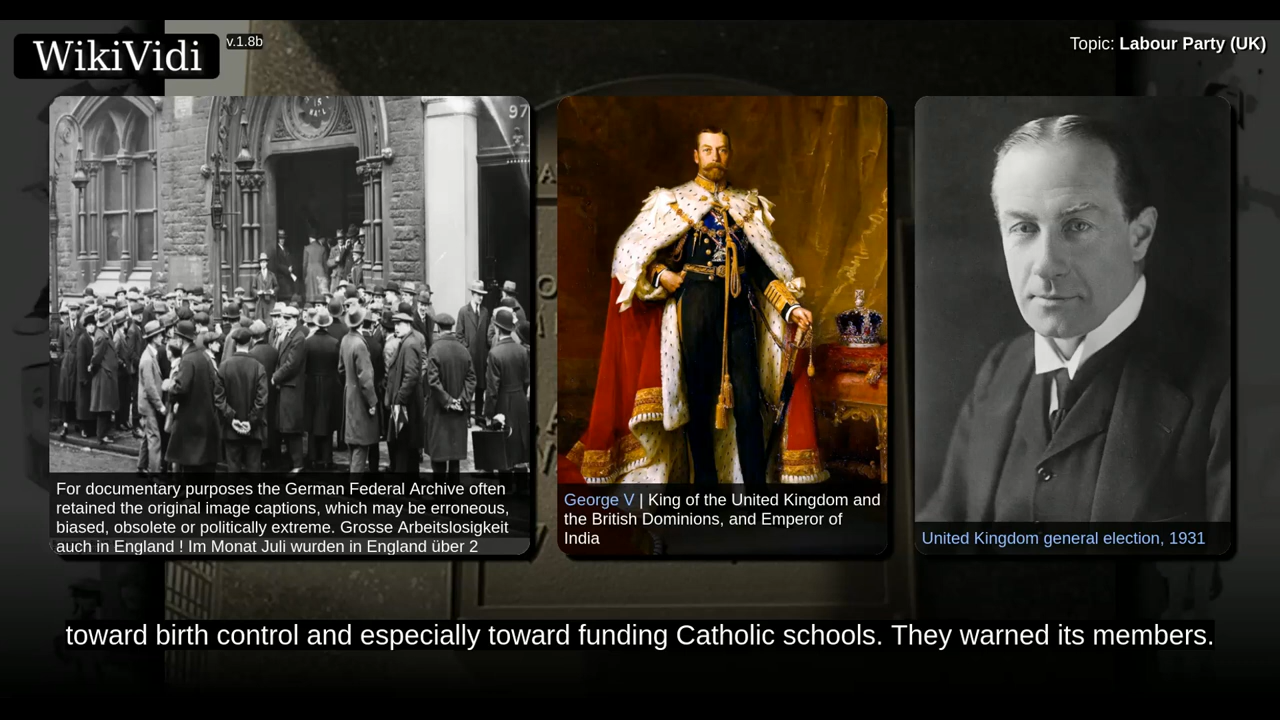 WikiVidi
v.1.8b
Topic: Labour Party (UK)
97
For documentary purposes the German Federal Archive often
retained the original image captions, which may be erroneous,
biased, obsolete or politically extreme. Grosse Arbeitslosigkeit
auch in England ! Im Monat Juli wurden in England über 2
George V | King of the United Kingdom and
the British Dominions, and Emperor of
India
United Kingdom general election, 1931
toward birth control and especially toward funding Catholic schools. They warned its members.